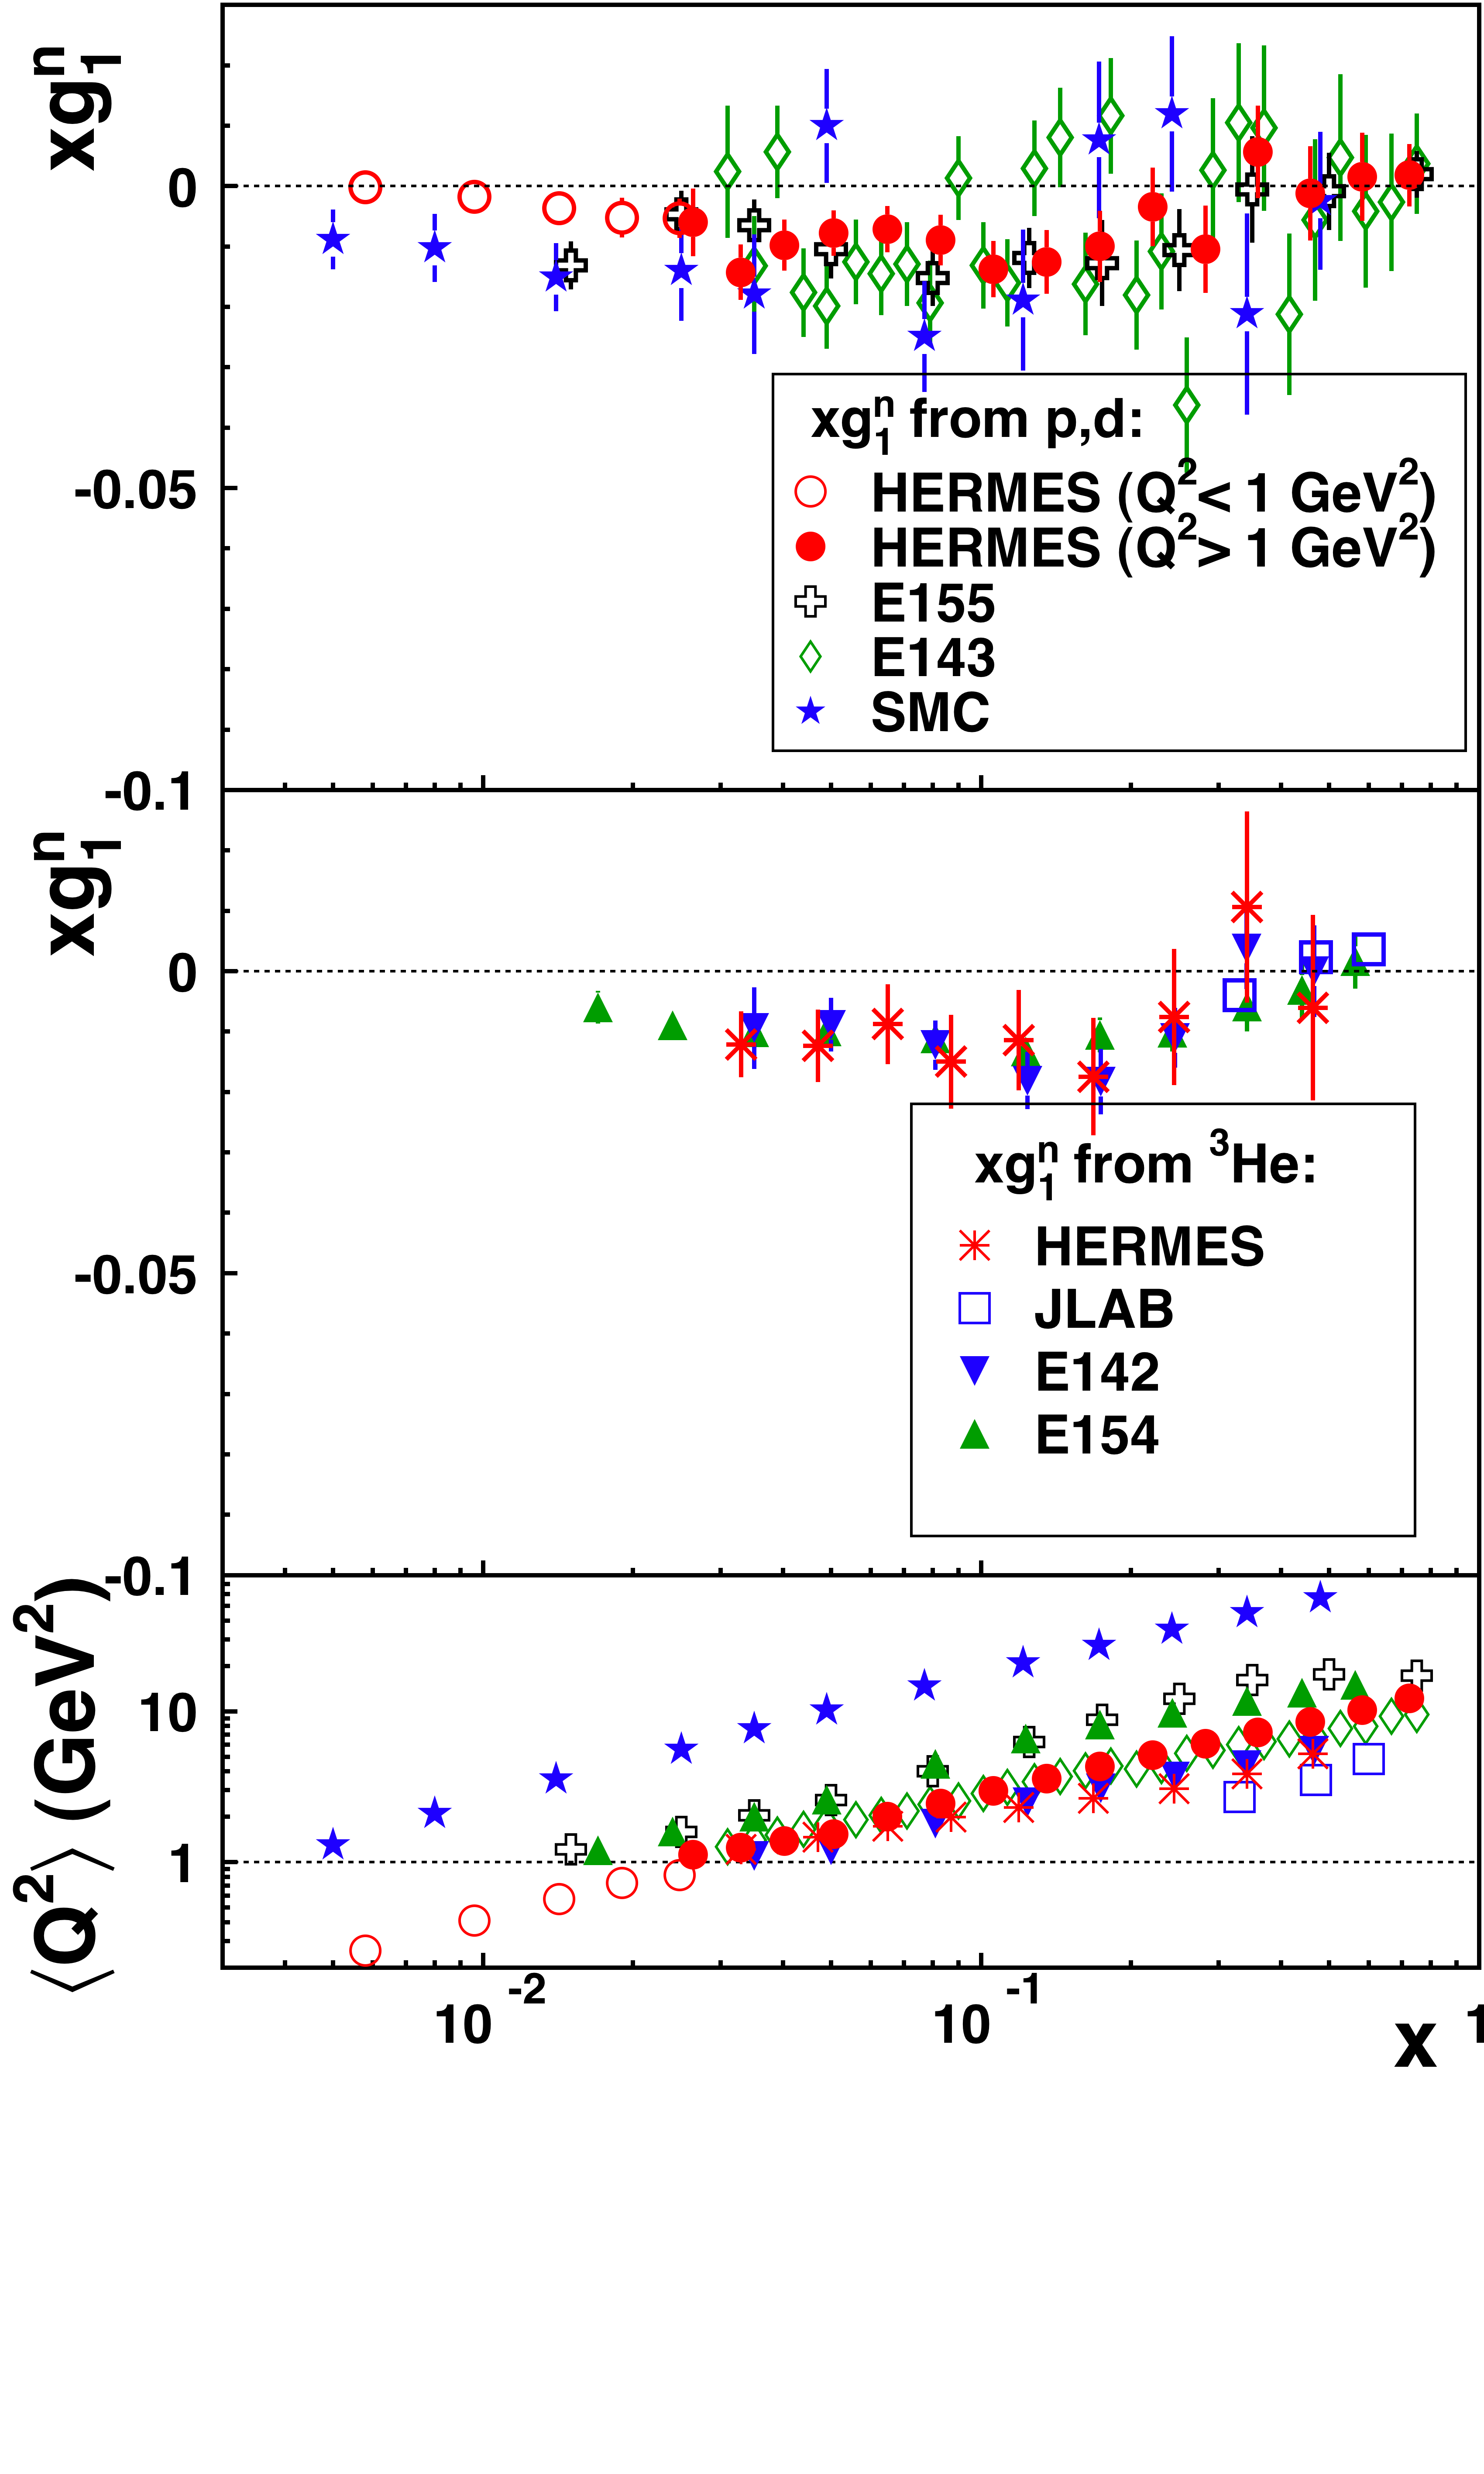 xg₁ⁿ
0
-0.05
-0.1
xg₁ⁿ from p,d:
HERMES (Q²< 1 GeV²)
HERMES (Q²> 1 GeV²)
E155
E143
SMC
xg₁ⁿ
0
-0.05
-0.1
xg₁ⁿ from ³He:
HERMES
JLAB
E142
E154
⟨Q²⟩ (GeV²)
10
1
10⁻² 10⁻¹ 1
x